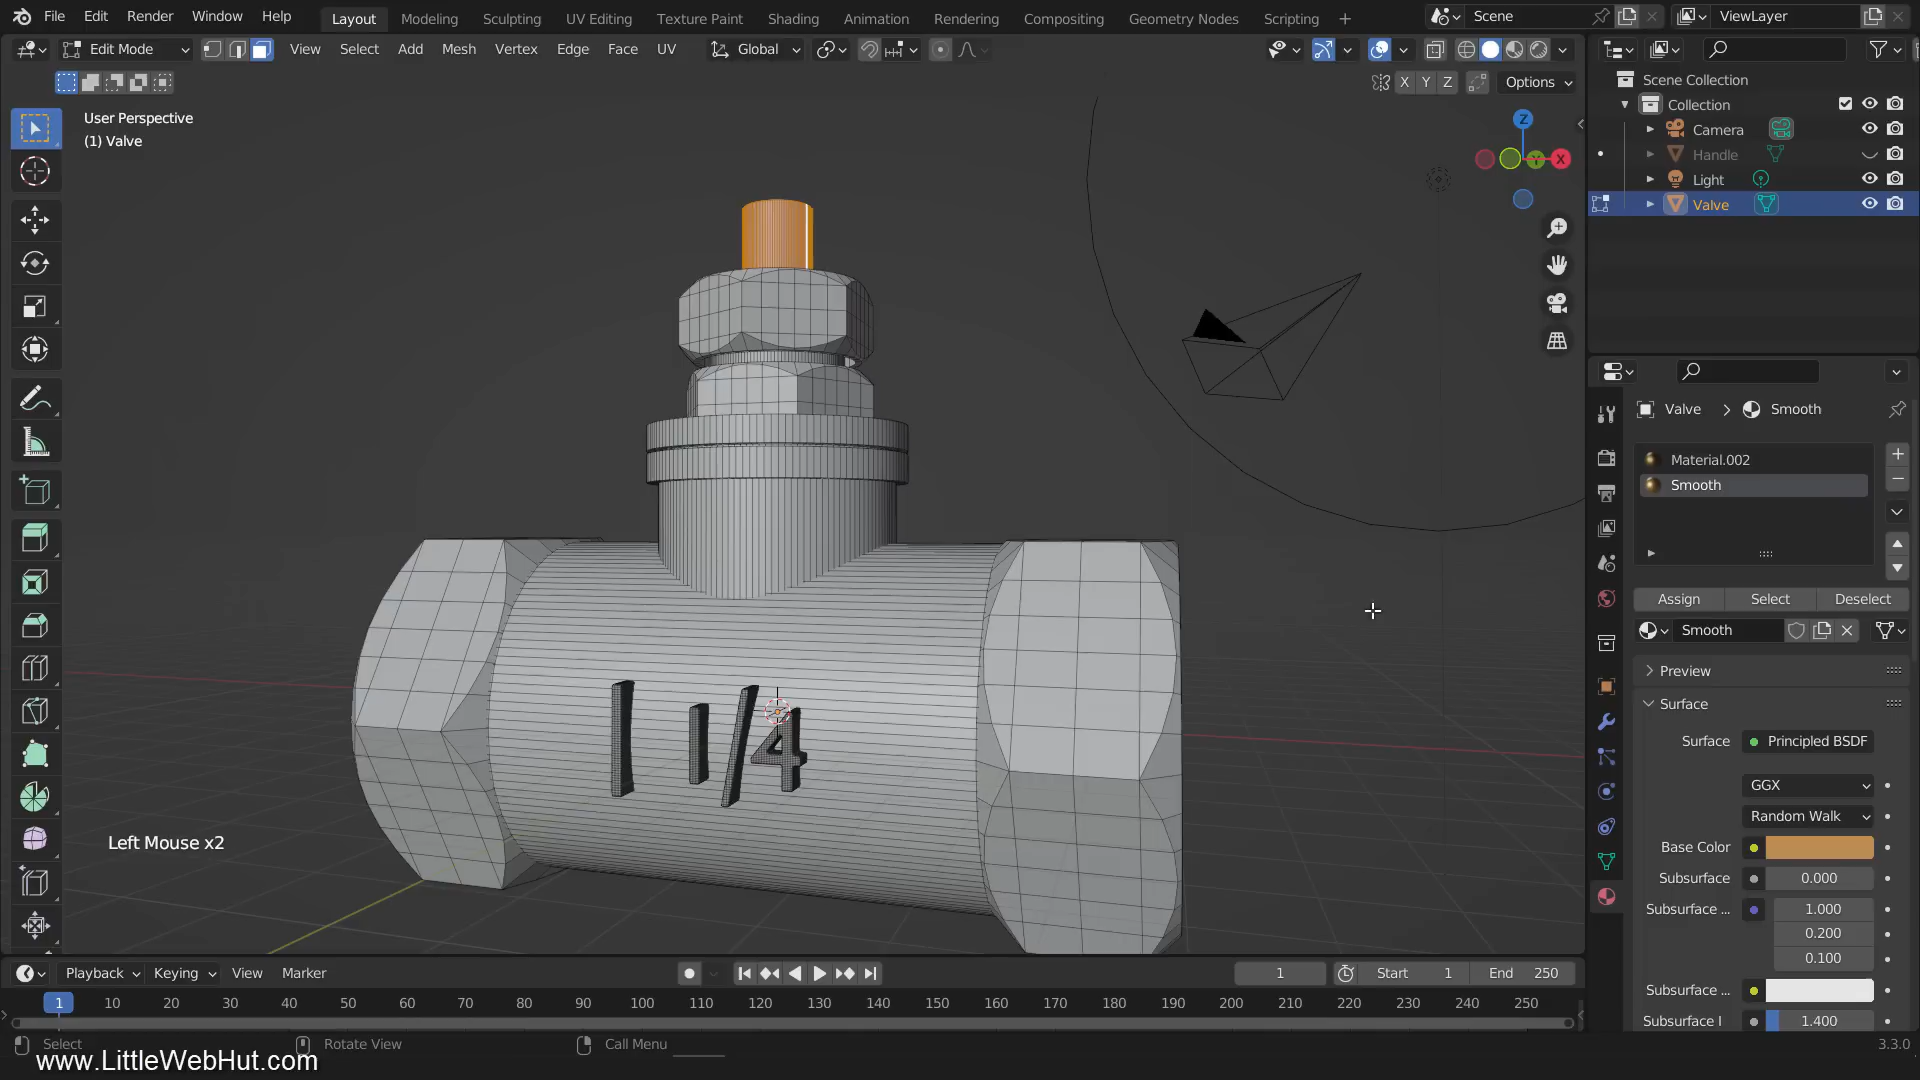 File Edit Render Window Help Layout Modeling Sculpting UV Editing Texture Paint Shading Animation Rendering Compositing Geometry Nodes Scripting + Scene ViewLayer
Edit Mode View Select Add Mesh Vertex Edge Face UV Global
X Y Z Options
User Perspective
(1) Valve
Z
X
Y
Scene Collection
Collection
Camera
Handle
Light
Valve
Valve > Smooth
Material.002
Smooth
Assign Select Deselect
Smooth
Preview
Surface
Surface Principled BSDF
GGX
Random Walk
Base Color
Subsurface 0.000
Subsurface ... 1.000
0.200
0.100
Subsurface ...
Subsurface I 1.400
1 1/4
Left Mouse x2
Playback Keying View Marker 1 Start 1 End 250
1 10 20 30 40 50 60 70 80 90 100 110 120 130 140 150 160 170 180 190 200 210 220 230 240 250
Select Rotate View Call Menu 3.3.0
www.LittleWebHut.com